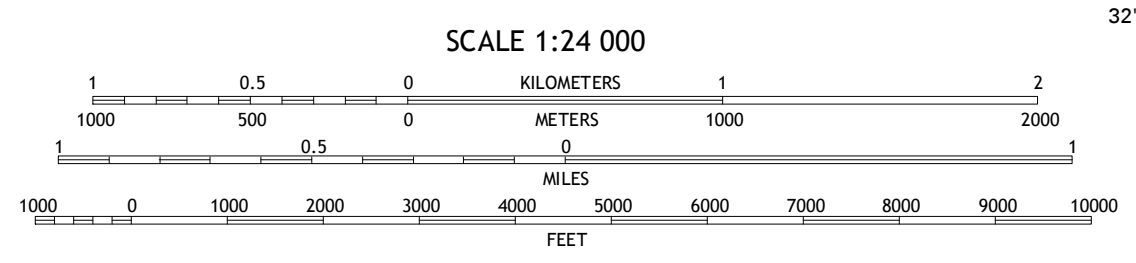 32'
SCALE 1:24 000
1 0.5 0 KILOMETERS 1 2
1000 500 0 METERS 1000 2000
1 0.5 0 1
MILES
1000 0 1000 2000 3000 4000 5000 6000 7000 8000 9000 10000
FEET